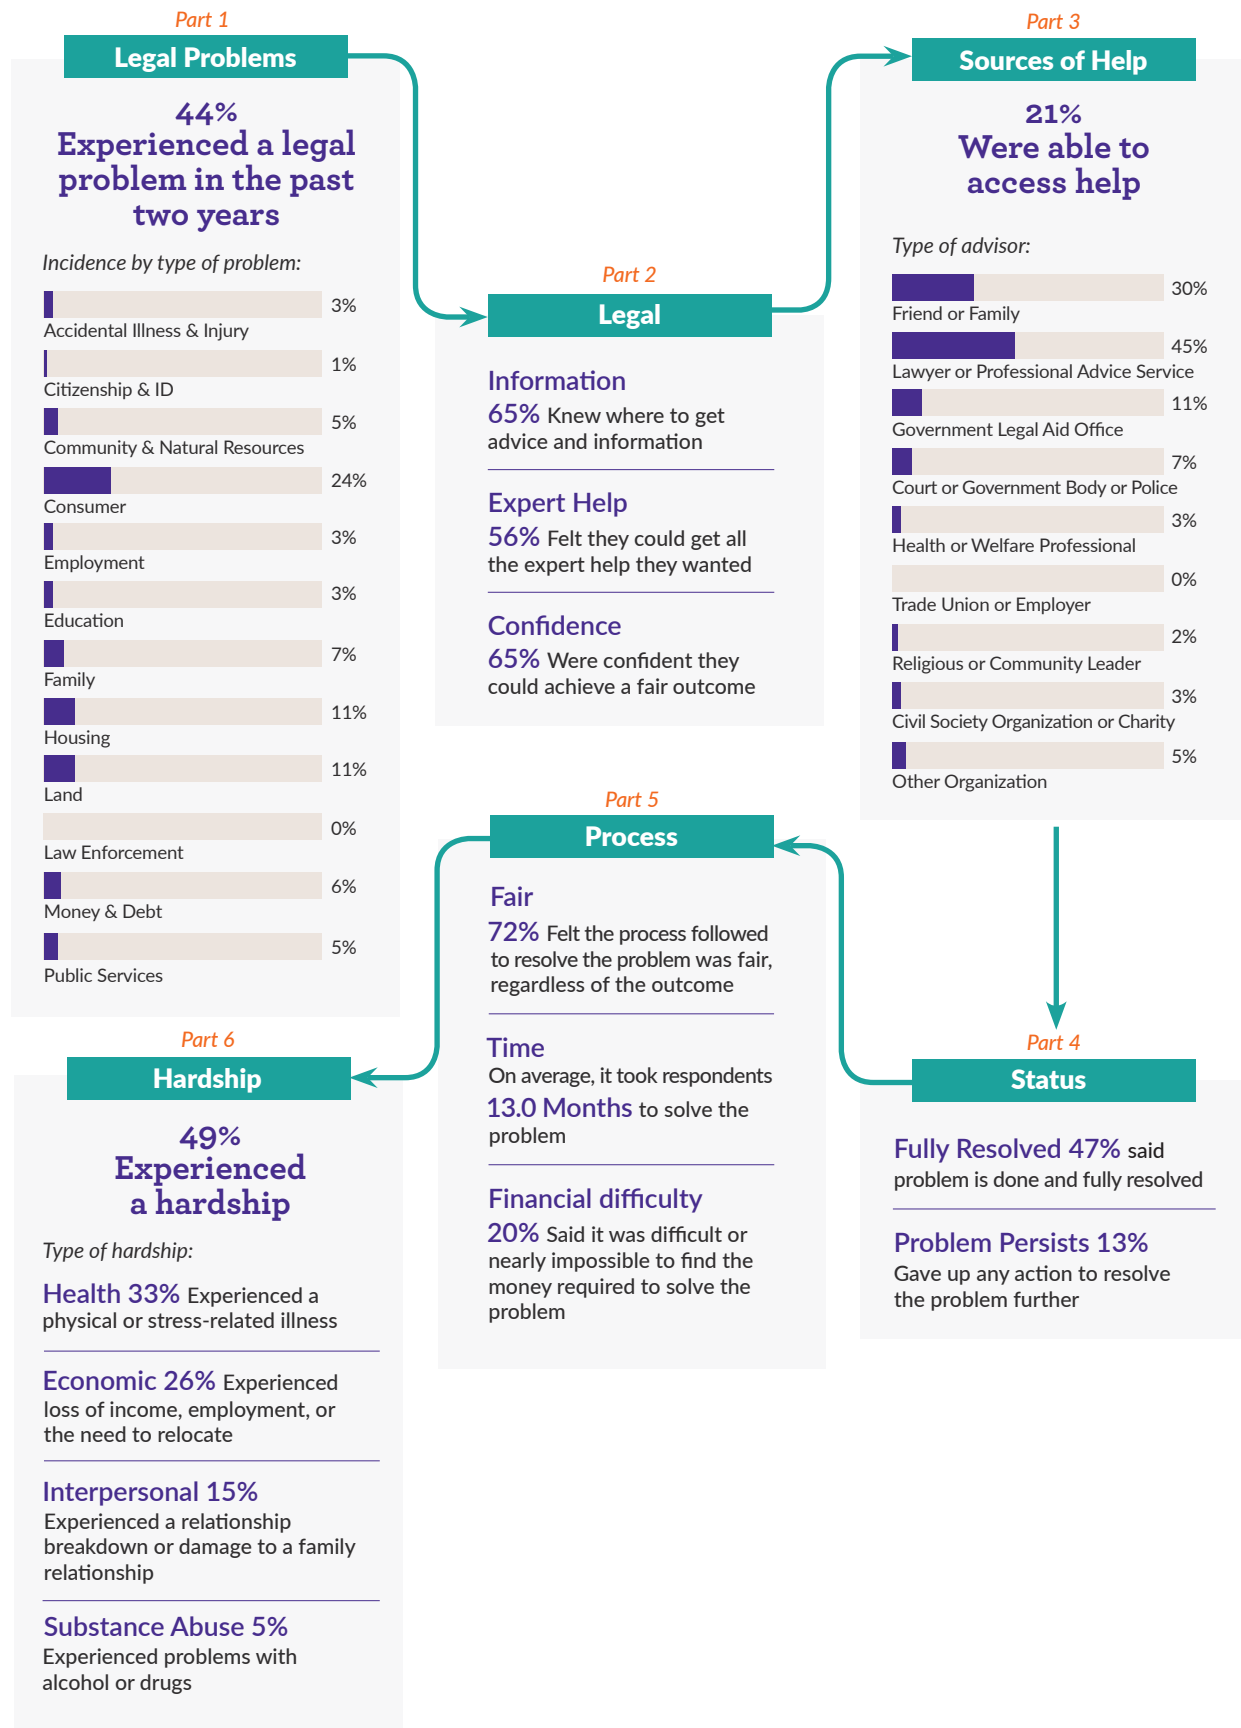 Part 1
Legal Problems
44%
Experienced a legal
problem in the past
two years
Incidence by type of problem:
3%
Accidental Illness & Injury
1%
Citizenship & ID
5%
Community & Natural Resources
24%
Consumer
3%
Employment
3%
Education
7%
Family
11%
Housing
11%
Land
0%
Law Enforcement
6%
Money & Debt
5%
Public Services
Part 2
Legal
Information
65% Knew where to get
advice and information
Expert Help
56% Felt they could get all
the expert help they wanted
Confidence
65% Were confident they
could achieve a fair outcome
Part 3
Sources of Help
21%
Were able to
access help
Type of advisor:
30%
Friend or Family
45%
Lawyer or Professional Advice Service
11%
Government Legal Aid Office
7%
Court or Government Body or Police
3%
Health or Welfare Professional
0%
Trade Union or Employer
2%
Religious or Community Leader
3%
Civil Society Organization or Charity
5%
Other Organization
Part 4
Status
Fully Resolved 47% said
problem is done and fully resolved
Problem Persists 13%
Gave up any action to resolve
the problem further
Part 5
Process
Fair
72% Felt the process followed
to resolve the problem was fair,
regardless of the outcome
Time
On average, it took respondents
13.0 Months to solve the
problem
Financial difficulty
20% Said it was difficult or
nearly impossible to find the
money required to solve the
problem
Part 6
Hardship
49%
Experienced
a hardship
Type of hardship:
Health 33% Experienced a
physical or stress-related illness
Economic 26% Experienced
loss of income, employment, or
the need to relocate
Interpersonal 15%
Experienced a relationship
breakdown or damage to a family
relationship
Substance Abuse 5%
Experienced problems with
alcohol or drugs